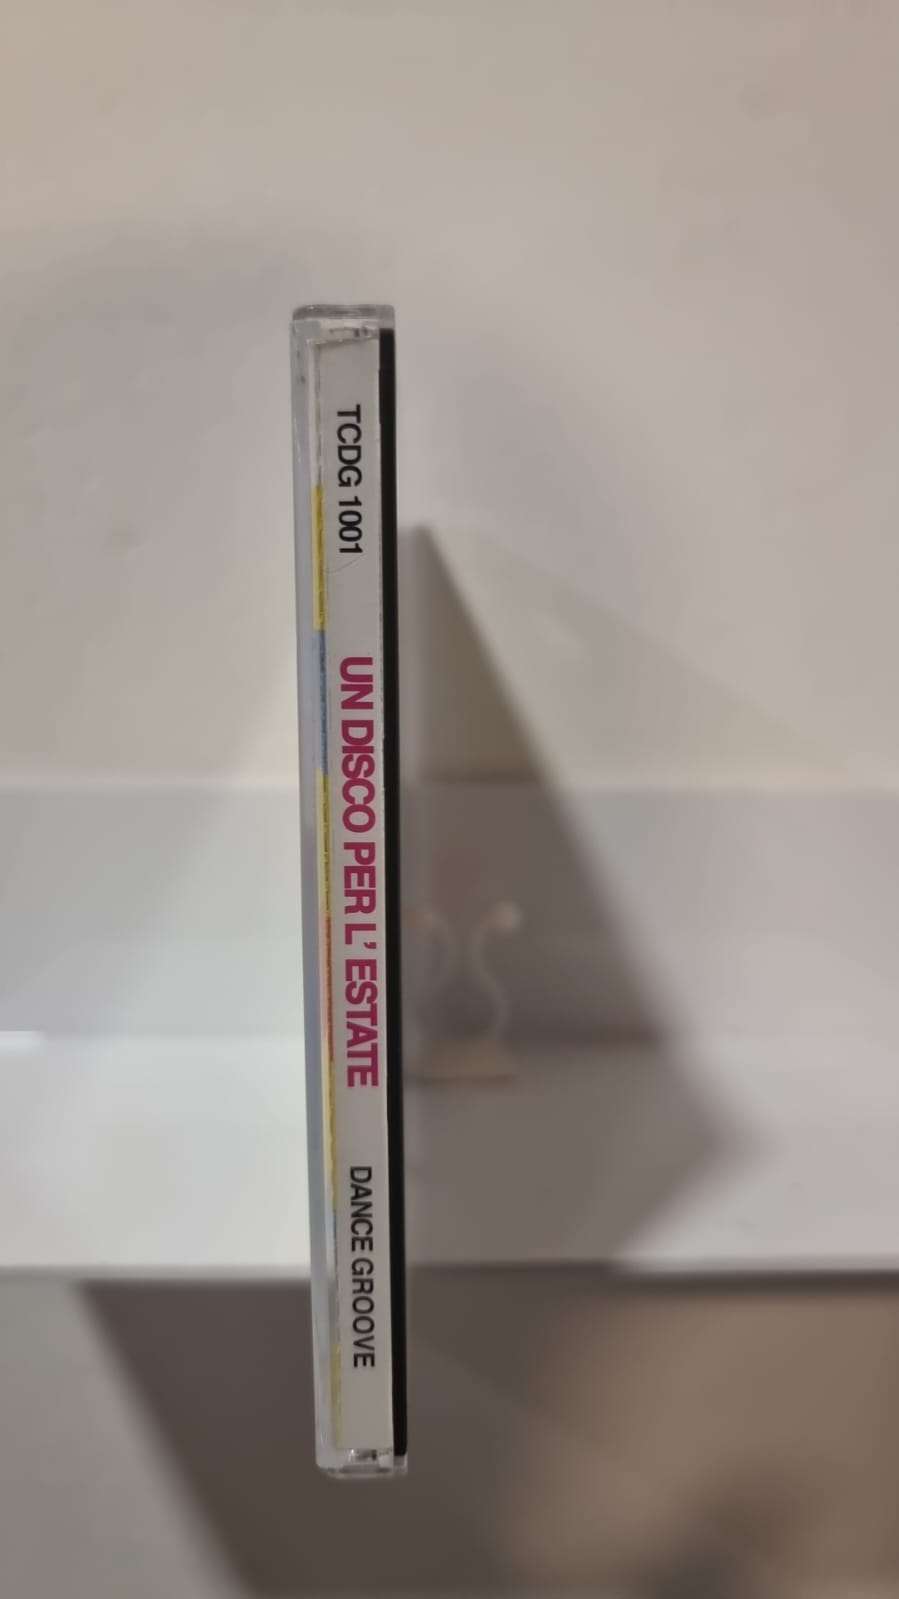 TCDG 1001
UN DISCO PER L' ESTATE
DANCE GROOVE